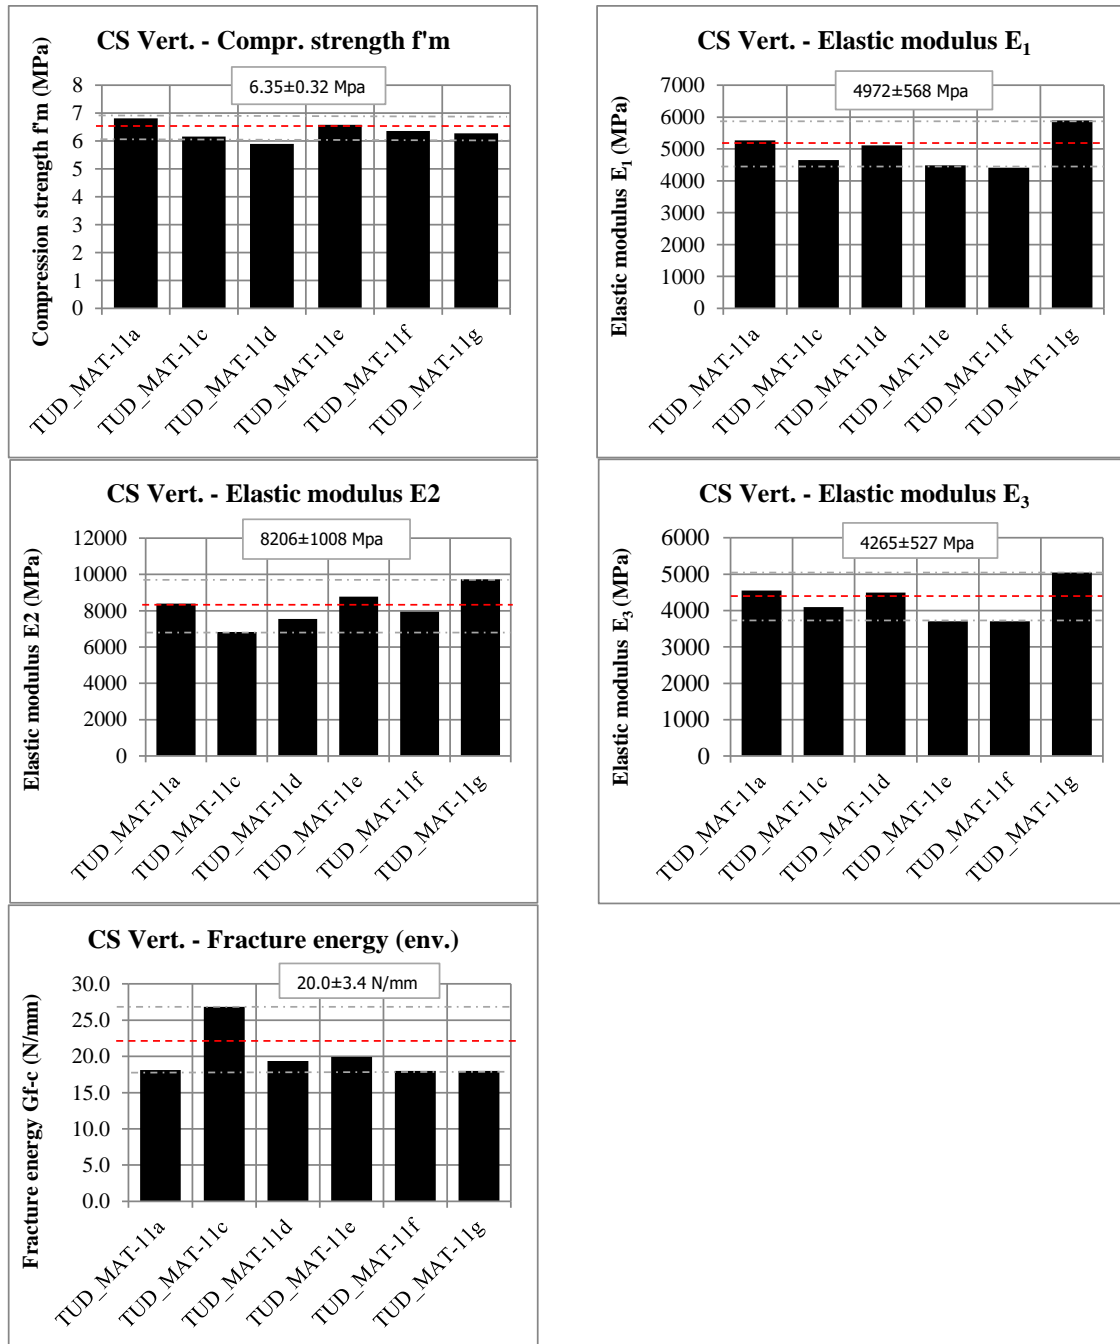 CS Vert. - Compr. strength f'm
6.35±0.32 Mpa
Compression strength f'm (MPa)
8
7
6
5
4
3
2
1
0
TUD_MAT-11a
TUD_MAT-11c
TUD_MAT-11d
TUD_MAT-11e
TUD_MAT-11f
TUD_MAT-11g
CS Vert. - Elastic modulus E1
4972±568 Mpa
Elastic modulus E1 (MPa)
7000
6000
5000
4000
3000
2000
1000
0
TUD_MAT-11a
TUD_MAT-11c
TUD_MAT-11d
TUD_MAT-11e
TUD_MAT-11f
TUD_MAT-11g
CS Vert. - Elastic modulus E2
8206±1008 Mpa
Elastic modulus E2 (MPa)
12000
10000
8000
6000
4000
2000
0
TUD_MAT-11a
TUD_MAT-11c
TUD_MAT-11d
TUD_MAT-11e
TUD_MAT-11f
TUD_MAT-11g
CS Vert. - Elastic modulus E3
4265±527 Mpa
Elastic modulus E3 (MPa)
6000
5000
4000
3000
2000
1000
0
TUD_MAT-11a
TUD_MAT-11c
TUD_MAT-11d
TUD_MAT-11e
TUD_MAT-11f
TUD_MAT-11g
CS Vert. - Fracture energy (env.)
20.0±3.4 N/mm
Fracture energy Gf-c (N/mm)
30.0
25.0
20.0
15.0
10.0
5.0
0.0
TUD_MAT-11a
TUD_MAT-11c
TUD_MAT-11d
TUD_MAT-11e
TUD_MAT-11f
TUD_MAT-11g